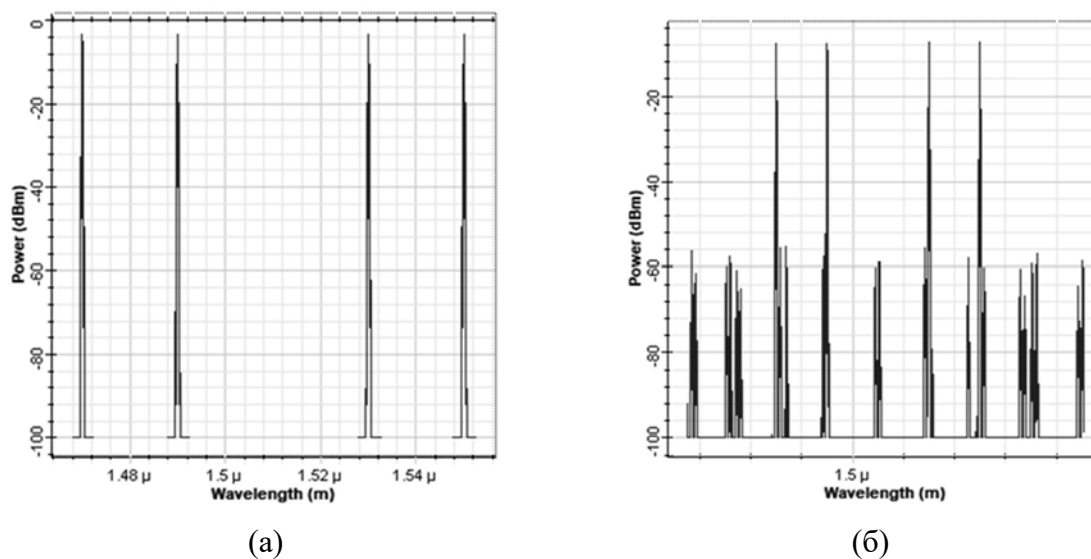 0
-20
-40
-60
-80
-100
Power (dBm)
1.48 µ
1.5 µ
1.52 µ
1.54 µ
Wavelength (m)
(а)
-20
-40
-60
-80
-100
Power (dBm)
1.5 µ
Wavelength (m)
(б)